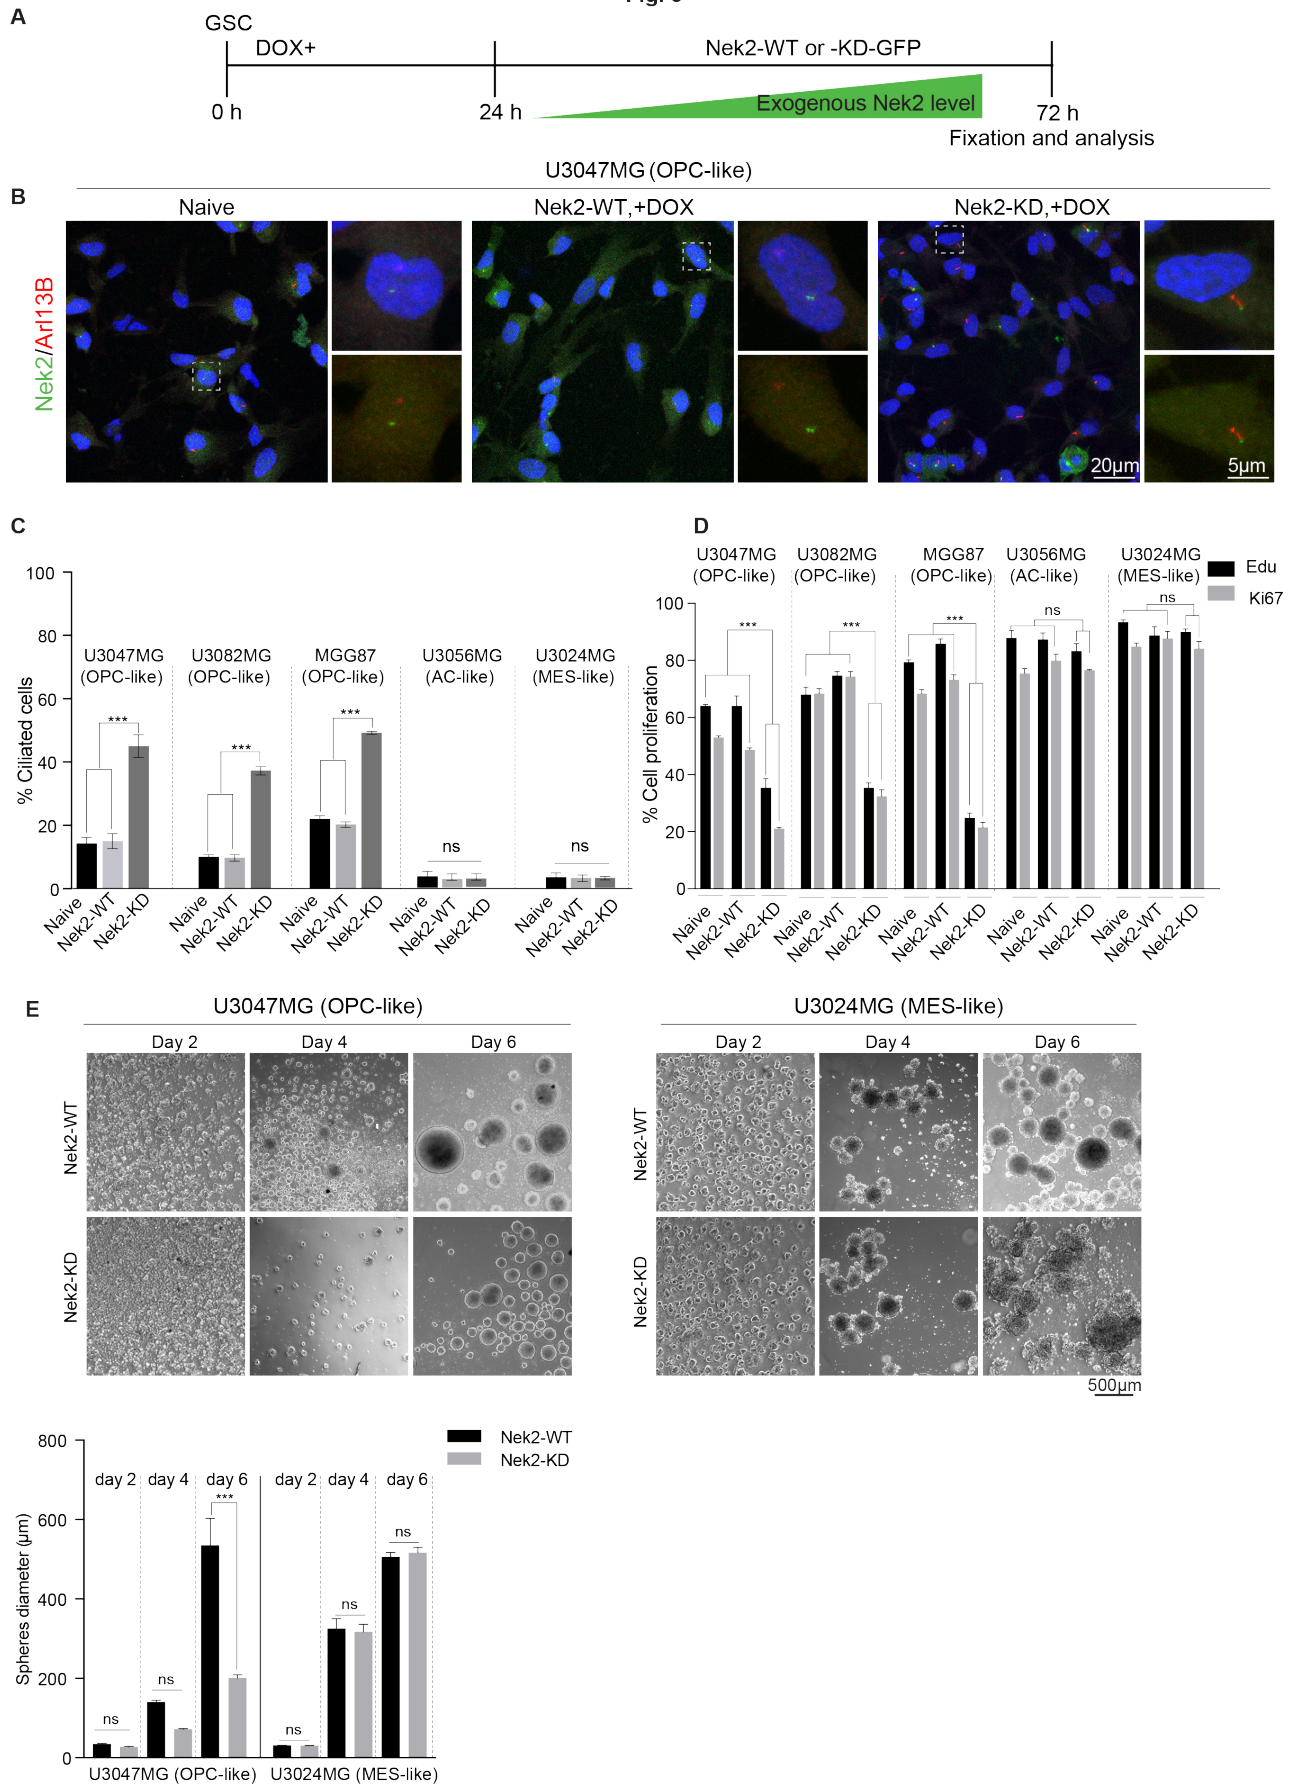 A
GSC
DOX+
Nek2-WT or -KD-GFP
Exogenous Nek2 level
0 h
24 h
72 h
Fixation and analysis
U3047MG (OPC-like)
B
Naive
Nek2-WT,+DOX
Nek2-KD,+DOX
Nek2/Arl13B
20µm
5µm
C
% Ciliated cells
100
80
60
40
20
0
U3047MG
(OPC-like)
U3082MG
(OPC-like)
MGG87
(OPC-like)
U3056MG
(AC-like)
U3024MG
(MES-like)
***
***
***
ns
ns
Naive
Nek2-WT
Nek2-KD
Naive
Nek2-WT
Nek2-KD
Naive
Nek2-WT
Nek2-KD
Naive
Nek2-WT
Nek2-KD
Naive
Nek2-WT
Nek2-KD
D
U3047MG
(OPC-like)
U3082MG
(OPC-like)
MGG87
(OPC-like)
U3056MG
(AC-like)
U3024MG
(MES-like)
Edu
Ki67
% Cell proliferation
100
80
60
40
20
0
***
***
***
ns
ns
Naive
Nek2-WT
Nek2-KD
Naive
Nek2-WT
Nek2-KD
Naive
Nek2-WT
Nek2-KD
Naive
Nek2-WT
Nek2-KD
Naive
Nek2-WT
Nek2-KD
E
U3047MG (OPC-like)
U3024MG (MES-like)
Day 2
Day 4
Day 6
Day 2
Day 4
Day 6
Nek2-WT
Nek2-KD
Nek2-WT
Nek2-KD
500µm
Nek2-WT
Nek2-KD
Spheres diameter (µm)
800
600
400
200
0
day 2
day 4
day 6
day 2
day 4
day 6
ns
ns
***
ns
ns
ns
U3047MG (OPC-like)
U3024MG (MES-like)